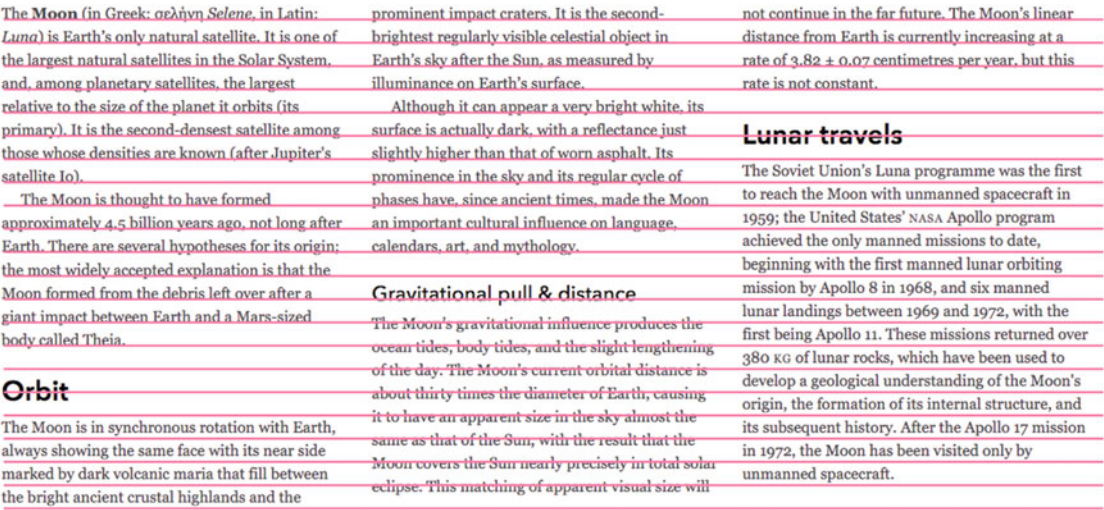 The Moon (in Greek: σελήνη Selene, in Latin:
Luna) is Earth's only natural satellite. It is one of
the largest natural satellites in the Solar System,
and, among planetary satellites, the largest
relative to the size of the planet it orbits (its
primary). It is the second-densest satellite among
those whose densities are known (after Jupiter's
satellite Io).
The Moon is thought to have formed
approximately 4.5 billion years ago, not long after
Earth. There are several hypotheses for its origin;
the most widely accepted explanation is that the
Moon formed from the debris left over after a
giant impact between Earth and a Mars-sized
body called Theia.
Orbit
The Moon is in synchronous rotation with Earth,
always showing the same face with its near side
marked by dark volcanic maria that fill between
the bright ancient crustal highlands and the
prominent impact craters. It is the second-
brightest regularly visible celestial object in
Earth's sky after the Sun, as measured by
illuminance on Earth's surface.
Although it can appear a very bright white, its
surface is actually dark, with a reflectance just
slightly higher than that of worn asphalt. Its
prominence in the sky and its regular cycle of
phases have, since ancient times, made the Moon
an important cultural influence on language,
calendars, art, and mythology.
Gravitational pull & distance
The Moon's gravitational influence produces the
ocean tides, body tides, and the slight lengthening
of the day. The Moon's current orbital distance is
about thirty times the diameter of Earth, causing
it to have an apparent size in the sky almost the
same as that of the Sun, with the result that the
Moon covers the Sun nearly precisely in total solar
eclipse. This matching of apparent visual size will
not continue in the far future. The Moon's linear
distance from Earth is currently increasing at a
rate of 3.82 ± 0.07 centimetres per year, but this
rate is not constant.
Lunar travels
The Soviet Union's Luna programme was the first
to reach the Moon with unmanned spacecraft in
1959; the United States' NASA Apollo program
achieved the only manned missions to date,
beginning with the first manned lunar orbiting
mission by Apollo 8 in 1968, and six manned
lunar landings between 1969 and 1972, with the
first being Apollo 11. These missions returned over
380 KG of lunar rocks, which have been used to
develop a geological understanding of the Moon's
origin, the formation of its internal structure, and
its subsequent history. After the Apollo 17 mission
in 1972, the Moon has been visited only by
unmanned spacecraft.